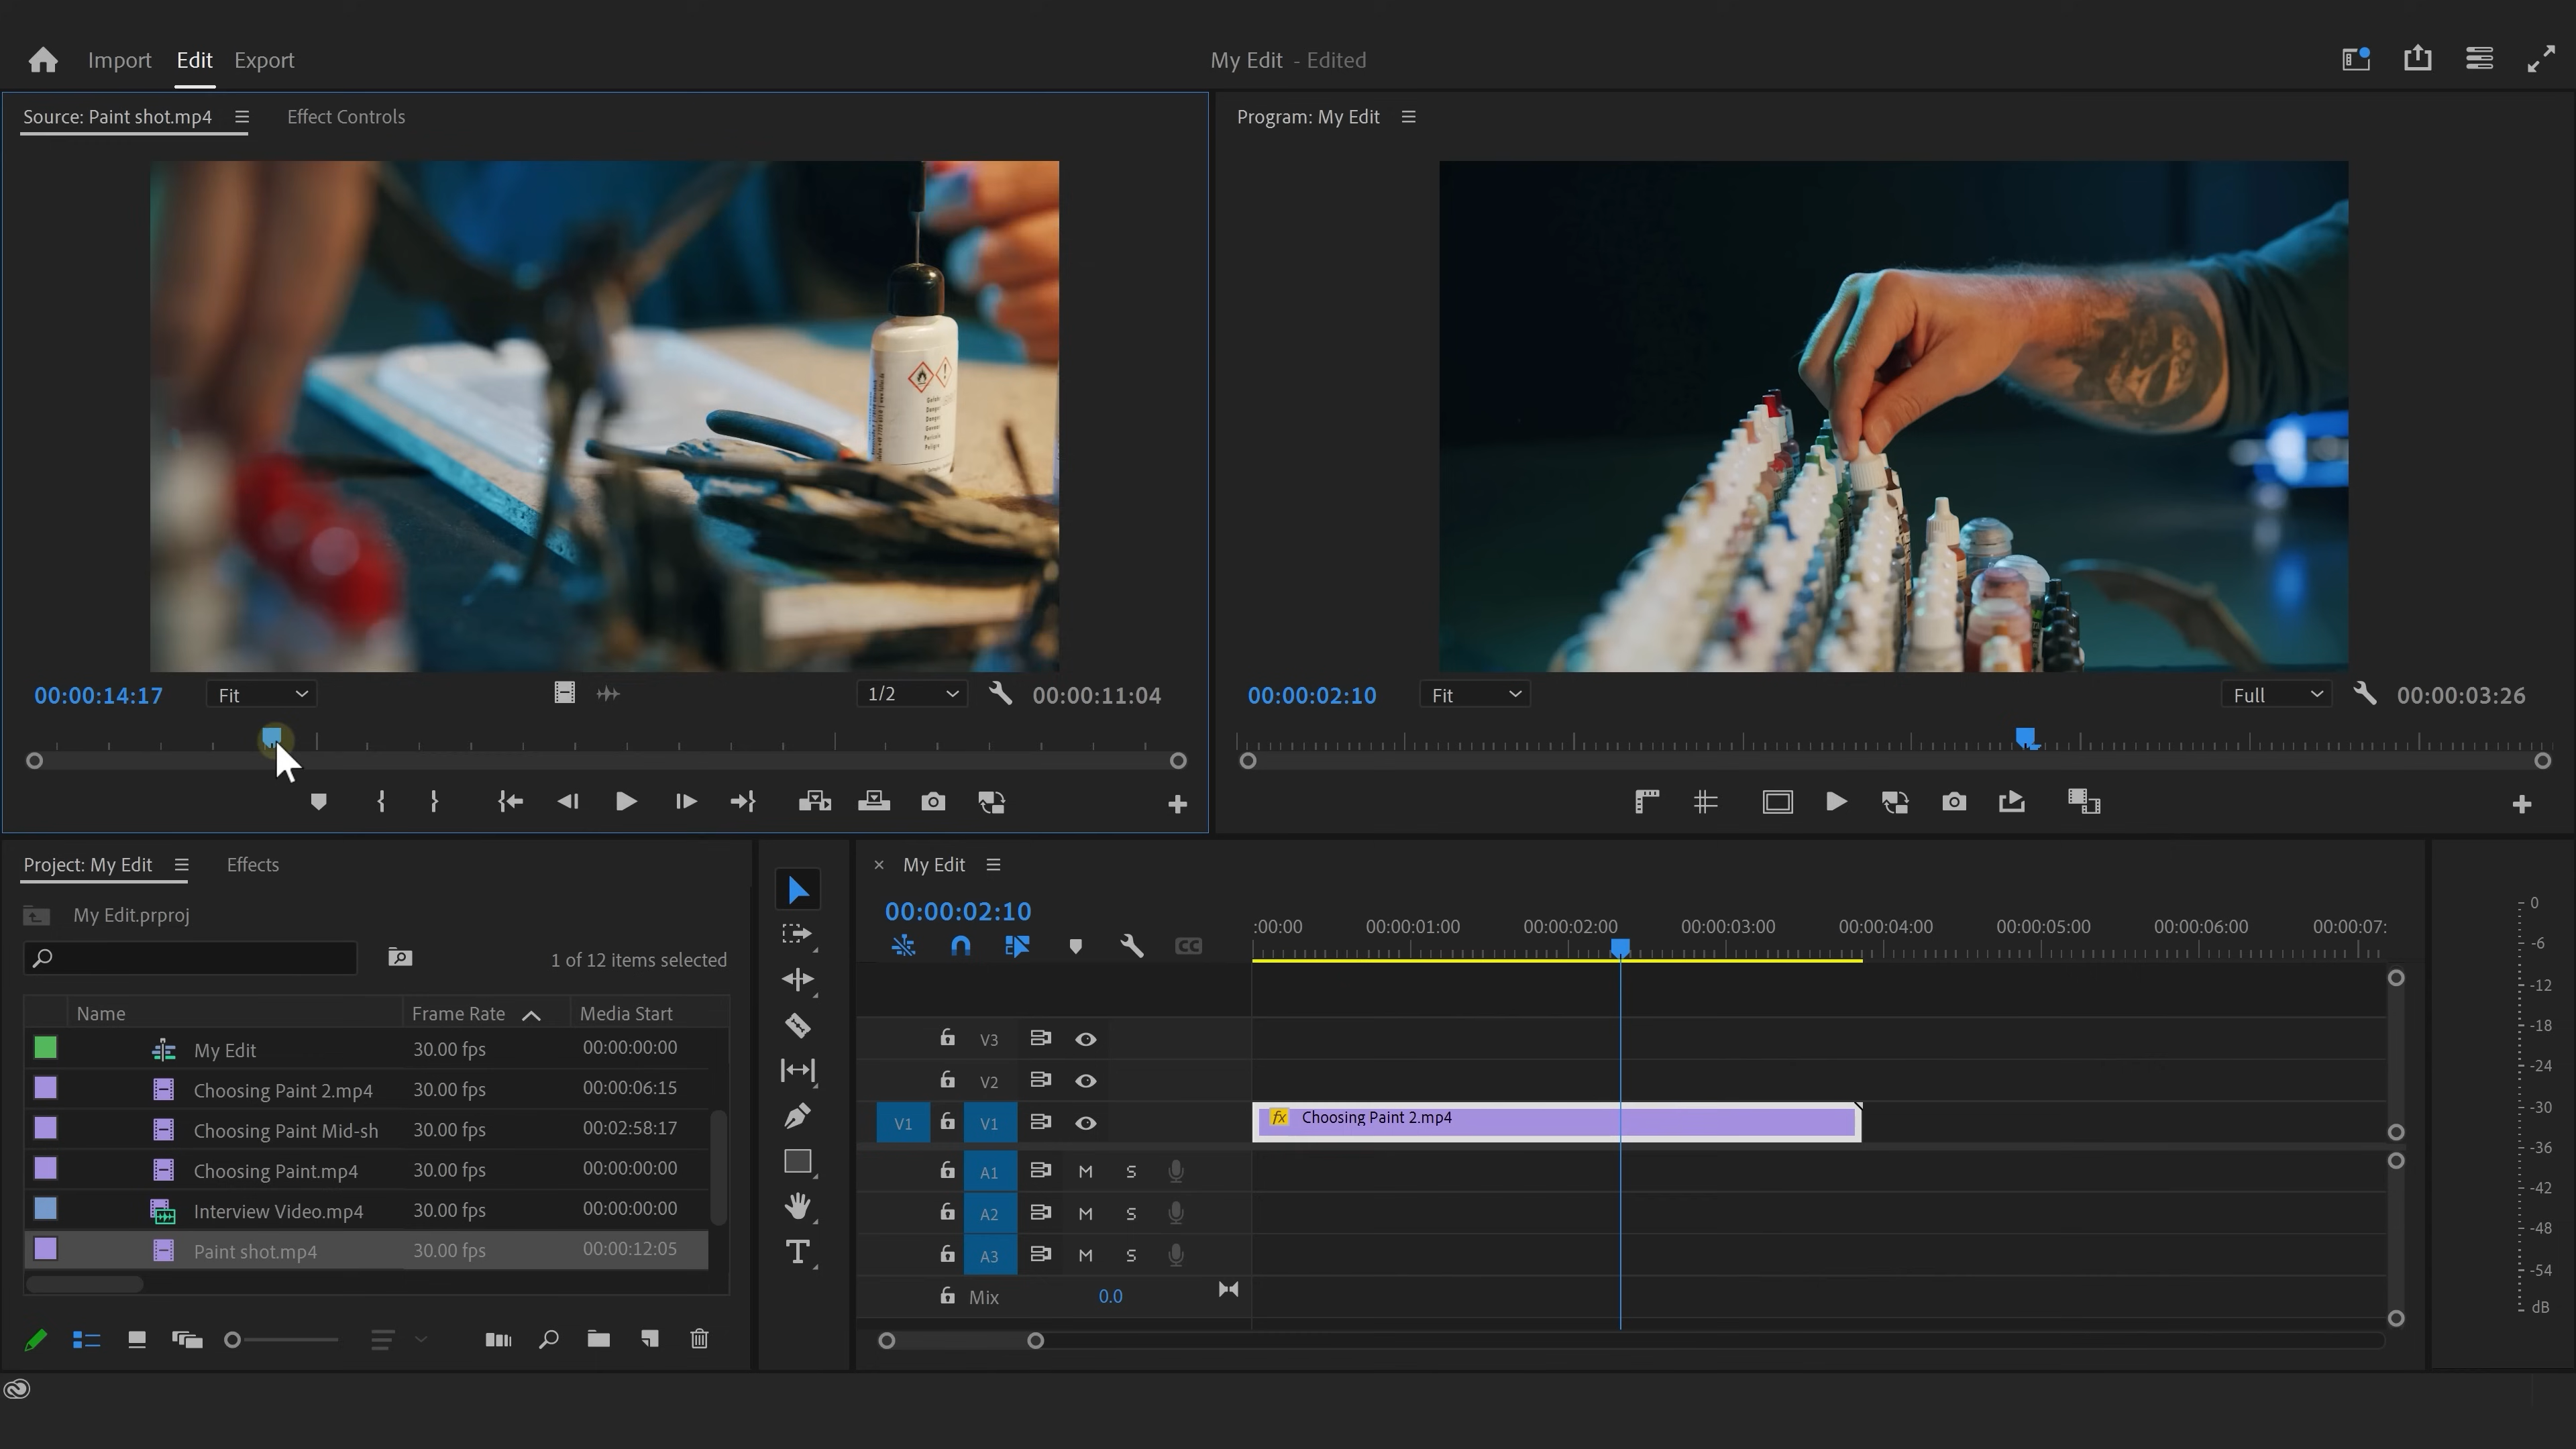 Import Edit Export
My Edit - Edited
Source: Paint shot.mp4
Effect Controls
Program: My Edit
00:00:14:17
Fit
1/2
00:00:11:04
00:00:02:10
Fit
Full
00:00:03:26
Project: My Edit
Effects
My Edit.prproj
1 of 12 items selected
Name Frame Rate Media Start
My Edit 30.00 fps 00:00:00:00
Choosing Paint 2.mp4 30.00 fps 00:00:06:15
Choosing Paint Mid-sh 30.00 fps 00:02:58:17
Choosing Paint.mp4 30.00 fps 00:00:00:00
Interview Video.mp4 30.00 fps 00:00:00:00
Paint shot.mp4 30.00 fps 00:00:12:05
T
× My Edit
00:00:02:10
:00:00 00:00:01:00 00:00:02:00 00:00:03:00 00:00:04:00 00:00:05:00 00:00:06:00 00:00:07:
CC
V3
V2
V1 V1
fx Choosing Paint 2.mp4
A1 M S
A2 M S
A3 M S
Mix 0.0
0
-6
-12
-18
-24
-30
-36
-42
-48
-54
dB